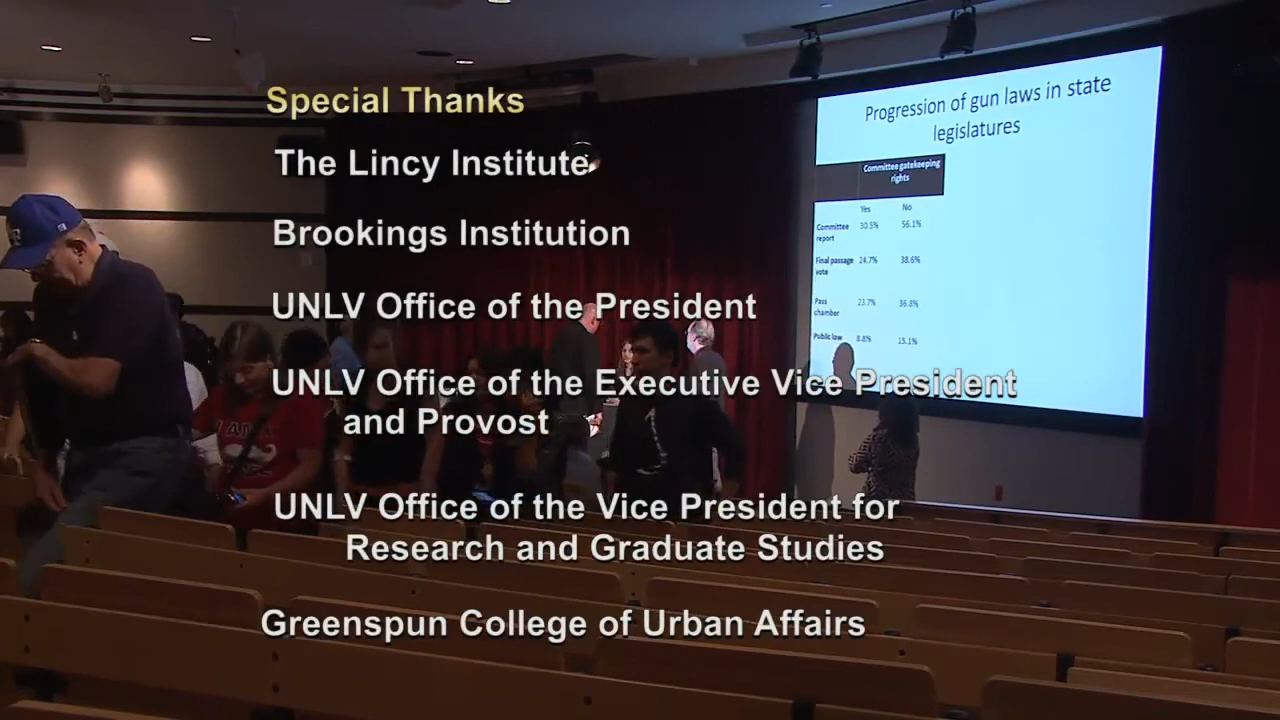 Special Thanks
The Lincy Institute
Brookings Institution
UNLV Office of the President
UNLV Office of the Executive Vice President
and Provost
UNLV Office of the Vice President for
Research and Graduate Studies
Greenspun College of Urban Affairs
Progression of gun laws in state
legislatures
Committee gatekeeping
rights
Yes No
Committee
report 30.5% 56.1%
Final passage
vote 24.7% 38.6%
Pass
chamber 23.7% 36.8%
Public law 8.8% 15.1%